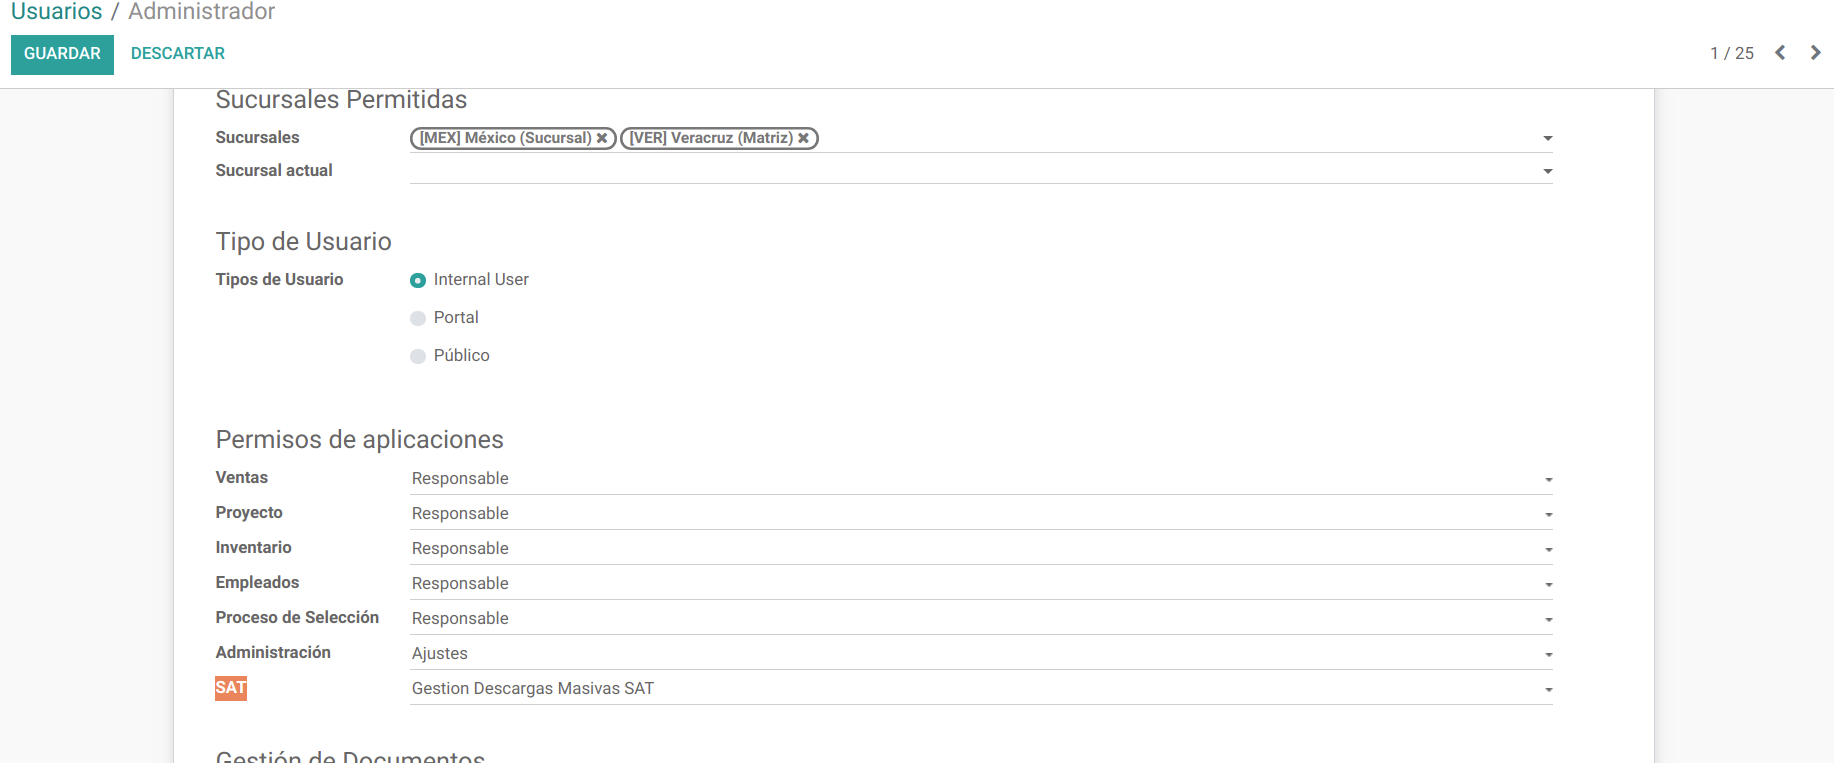 Usuarios / Administrador
GUARDAR DESCARTAR 1 / 25
Sucursales Permitidas
Sucursales [MEX] México (Sucursal) ✖ [VER] Veracruz (Matriz) ✖
Sucursal actual
Tipo de Usuario
Tipos de Usuario Internal User
Portal
Público
Permisos de aplicaciones
Ventas Responsable
Proyecto Responsable
Inventario Responsable
Empleados Responsable
Proceso de Selección Responsable
Administración Ajustes
SAT Gestion Descargas Masivas SAT
Gestión de Documentos